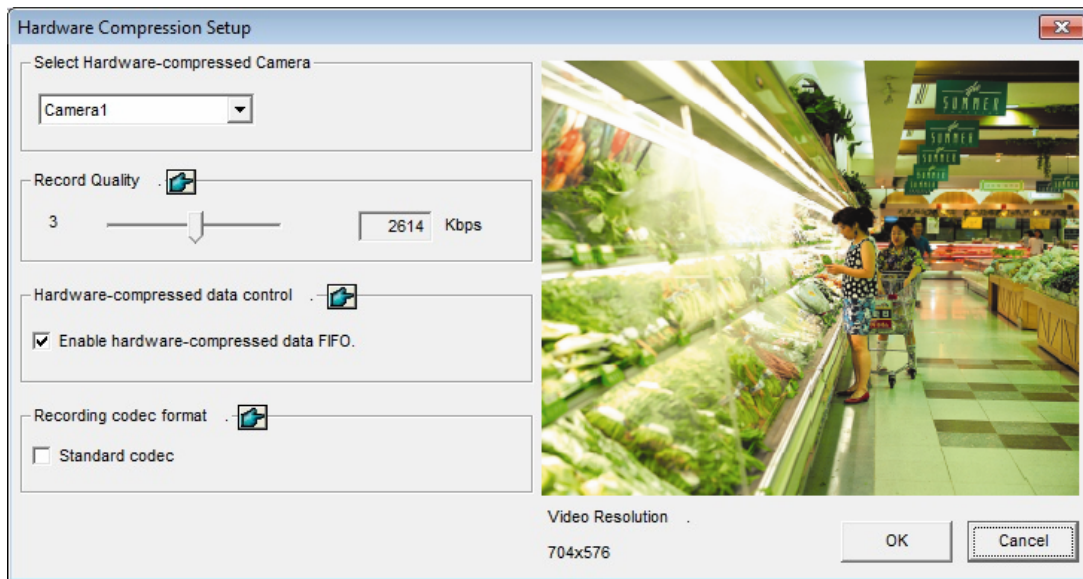 Hardware Compression Setup
Select Hardware-compressed Camera
Camera1
Record Quality .
3
2614 Kbps
Hardware-compressed data control .
Enable hardware-compressed data FIFO.
Recording codec format .
Standard codec
SUMMER
SUMMER
SUMMER
Video Resolution .
704x576
OK
Cancel